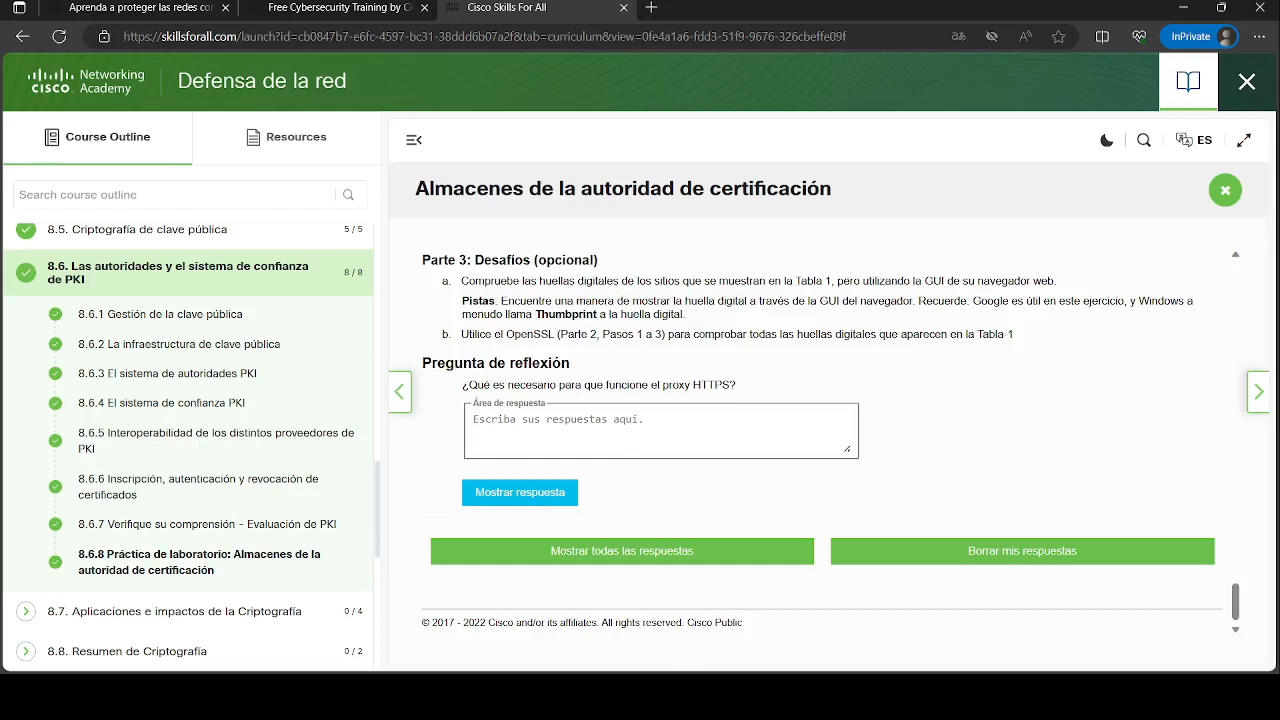 Aprenda a proteger las redes cor
Free Cybersecurity Training by Ci
Cisco Skills For All
https://skillsforall.com/launch?id=cb0847b7-e6fc-4597-bc31-38ddd6b07a2f&tab=curriculum&view=0fe4a1a6-fdd3-51f9-9676-326cbeffe09f
InPrivate
CISCO
Networking
Academy
Defensa de la red
Course Outline
Resources
ES
Search course outline
Almacenes de la autoridad de certificación
8.5. Criptografía de clave pública
5 / 5
8.6. Las autoridades y el sistema de confianza
de PKI
8 / 8
8.6.1 Gestión de la clave pública
8.6.2 La infraestructura de clave pública
8.6.3 El sistema de autoridades PKI
8.6.4 El sistema de confianza PKI
8.6.5 Interoperabilidad de los distintos proveedores de
PKI
8.6.6 Inscripción, autenticación y revocación de
certificados
8.6.7 Verifique su comprensión - Evaluación de PKI
8.6.8 Práctica de laboratorio: Almacenes de la
autoridad de certificación
8.7. Aplicaciones e impactos de la Criptografía
0 / 4
8.8. Resumen de Criptografía
0 / 2
Parte 3: Desafíos (opcional)
a. Compruebe las huellas digitales de los sitios que se muestran en la Tabla 1, pero utilizando la GUI de su navegador web.
Pistas. Encuentre una manera de mostrar la huella digital a través de la GUI del navegador. Recuerde: Google es útil en este ejercicio, y Windows a
menudo llama Thumbprint a la huella digital.
b. Utilice el OpenSSL (Parte 2, Pasos 1 a 3) para comprobar todas las huellas digitales que aparecen en la Tabla-1
Pregunta de reflexión
¿Qué es necesario para que funcione el proxy HTTPS?
Área de respuesta
Escriba sus respuestas aquí.
Mostrar respuesta
Mostrar todas las respuestas
Borrar mis respuestas
© 2017 - 2022 Cisco and/or its affiliates. All rights reserved. Cisco Public